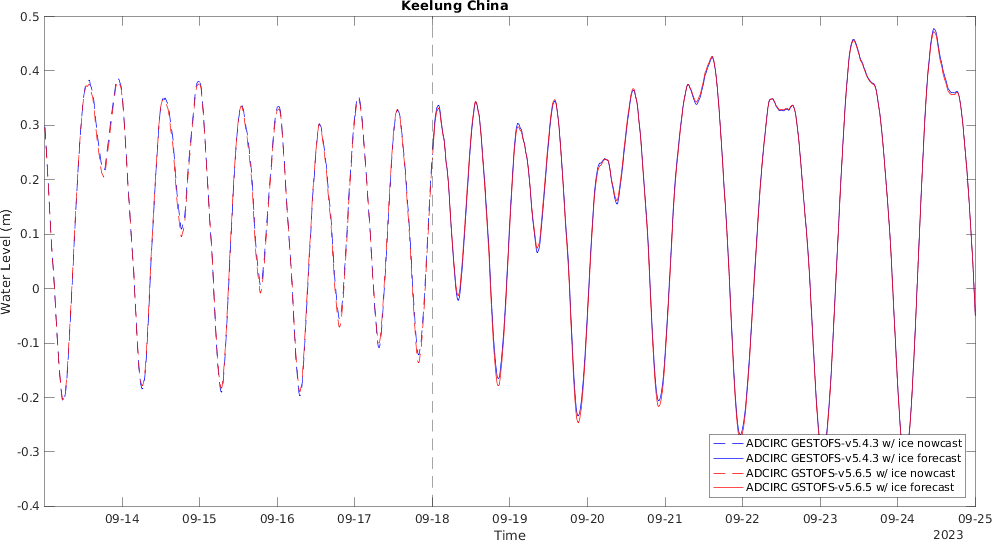 Keelung China
Water Level (m)
0.5
0.4
0.3
0.2
0.1
0
-0.1
-0.2
-0.3
-0.4
ADCIRC GESTOFS-v5.4.3 w/ ice nowcast
ADCIRC GESTOFS-v5.4.3 w/ ice forecast
ADCIRC GSTOFS-v5.6.5 w/ ice nowcast
ADCIRC GSTOFS-v5.6.5 w/ ice forecast
09-14 09-15 09-16 09-17 09-18 09-19 09-20 09-21 09-22 09-23 09-24 09-25
Time
2023